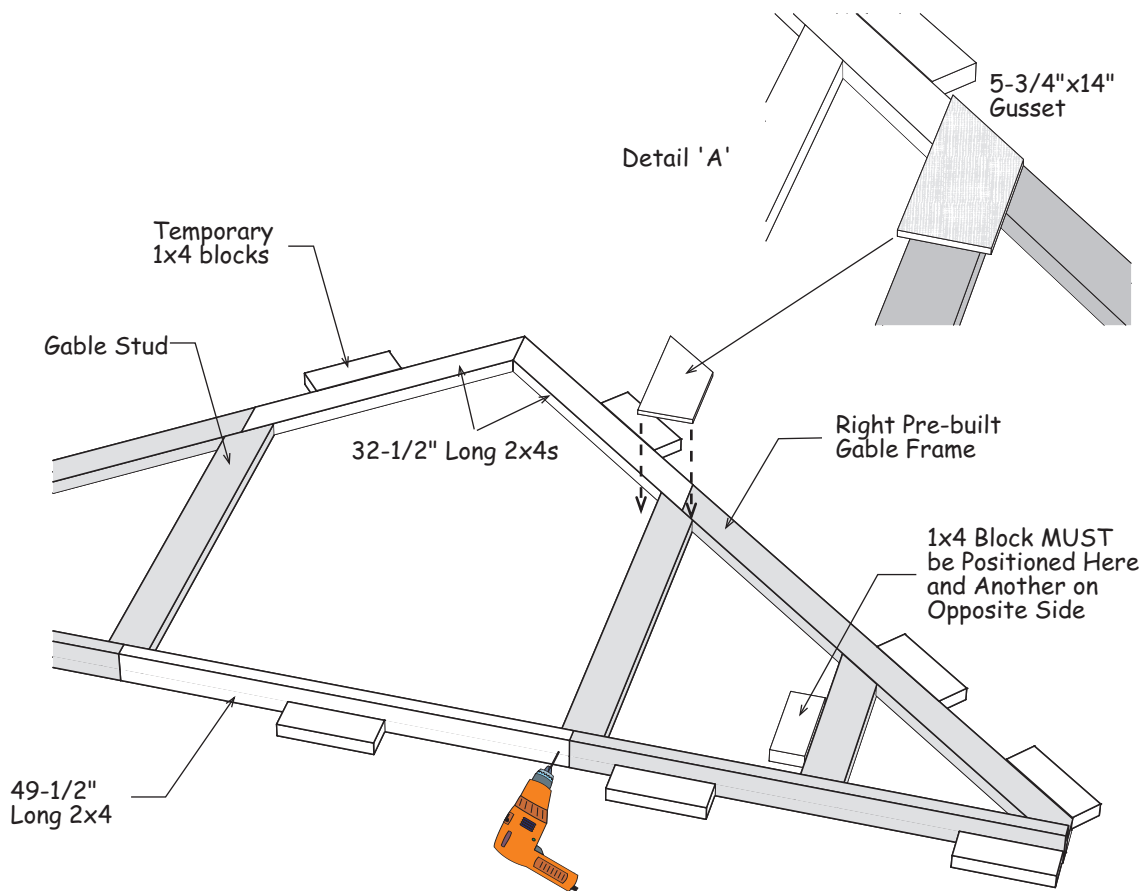 5-3/4"x14"
Gusset
Detail 'A'
Temporary
1x4 blocks
Gable Stud
32-1/2" Long 2x4s
Right Pre-built
Gable Frame
1x4 Block MUST
be Positioned Here
and Another on
Opposite Side
49-1/2"
Long 2x4